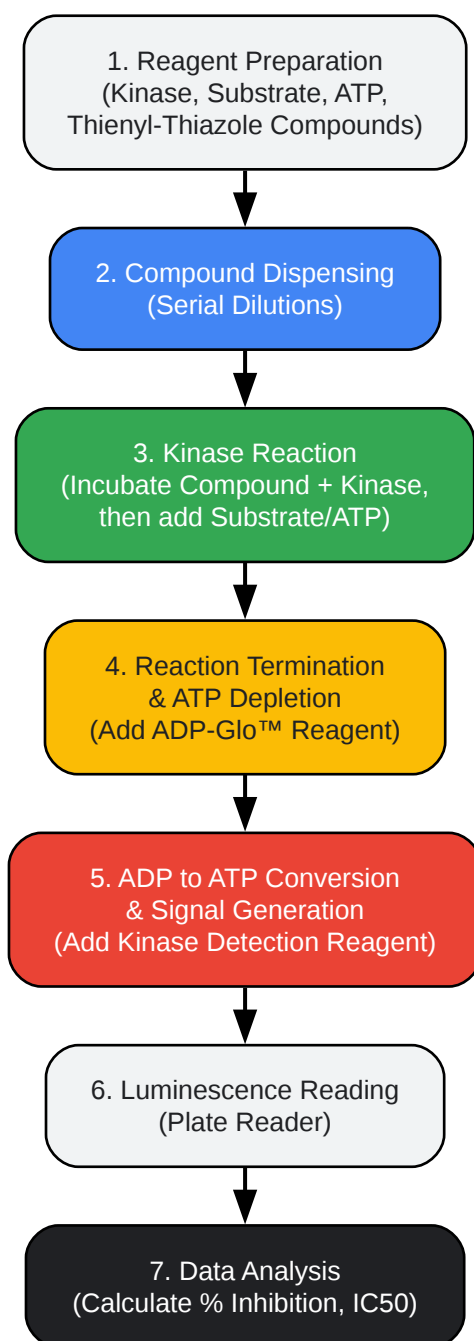 1. Reagent Preparation
(Kinase, Substrate, ATP,
Thienyl-Thiazole Compounds)
2. Compound Dispensing
(Serial Dilutions)
3. Kinase Reaction
(Incubate Compound + Kinase,
then add Substrate/ATP)
4. Reaction Termination
& ATP Depletion
(Add ADP-Glo™ Reagent)
5. ADP to ATP Conversion
& Signal Generation
(Add Kinase Detection Reagent)
6. Luminescence Reading
(Plate Reader)
7. Data Analysis
(Calculate % Inhibition, IC50)